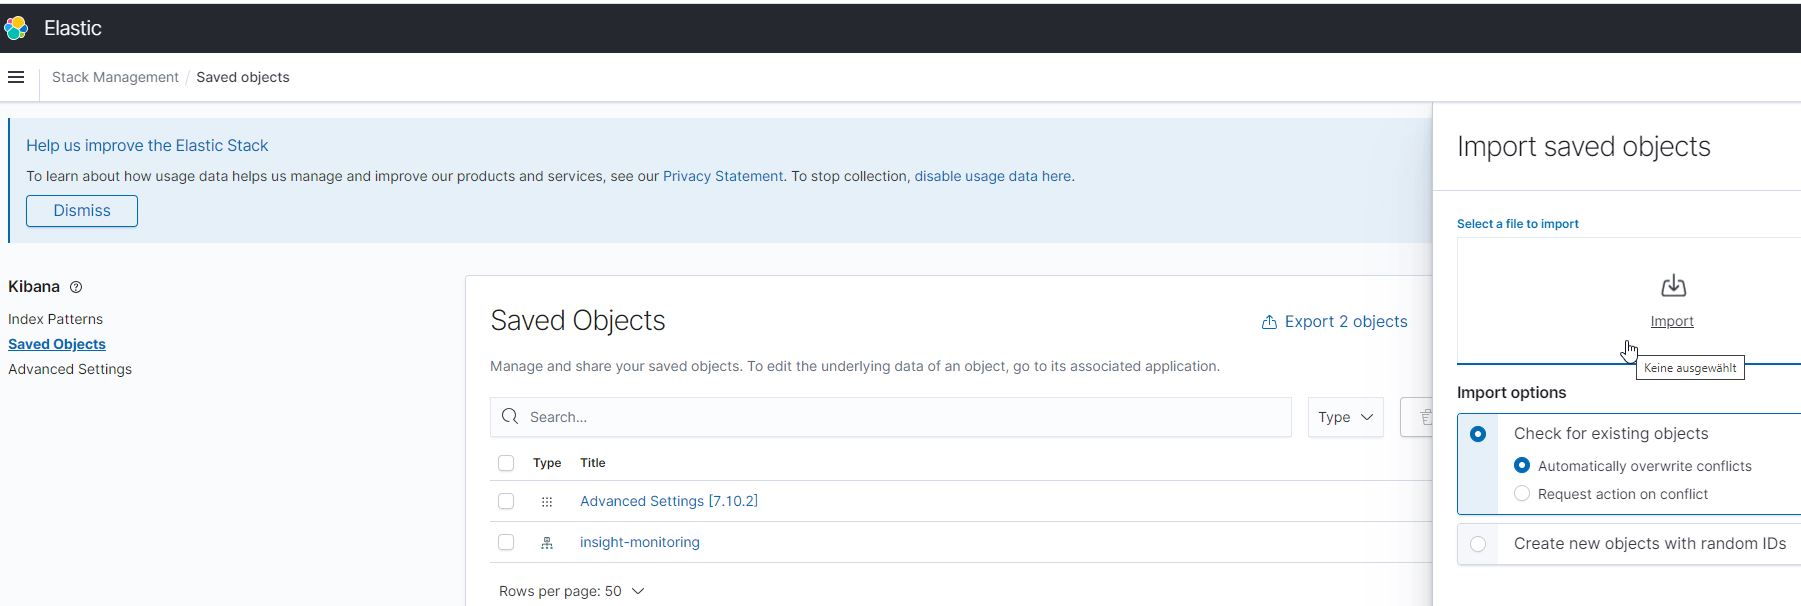 Elastic
Stack Management / Saved objects
Help us improve the Elastic Stack
To learn about how usage data helps us manage and improve our products and services, see our Privacy Statement. To stop collection, disable usage data here.
Dismiss
Kibana
Index Patterns
Saved Objects
Advanced Settings
Saved Objects
Export 2 objects
Manage and share your saved objects. To edit the underlying data of an object, go to its associated application.
Search...
Type
Type Title
Advanced Settings [7.10.2]
insight-monitoring
Rows per page: 50
Import saved objects
Select a file to import
Import
Keine ausgewählt
Import options
Check for existing objects
Automatically overwrite conflicts
Request action on conflict
Create new objects with random IDs